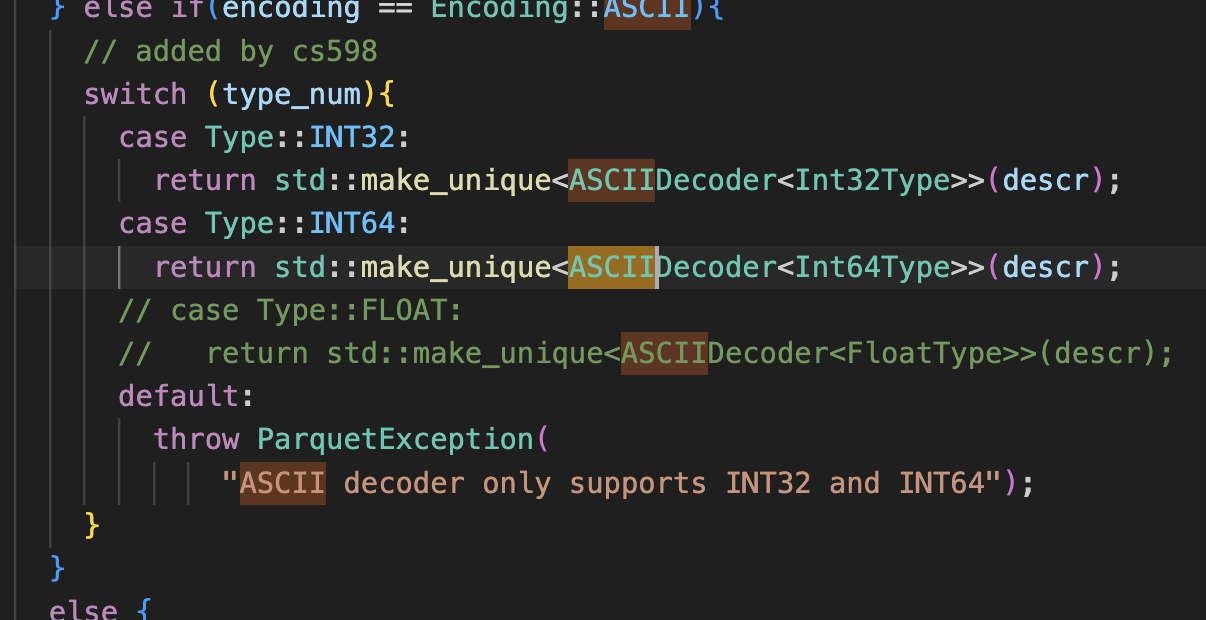 } else if(encoding == Encoding::ASCII){
// added by cs598
switch (type_num){
case Type::INT32:
return std::make_unique<ASCIIDecoder<Int32Type>>(descr);
case Type::INT64:
return std::make_unique<ASCIIDecoder<Int64Type>>(descr);
// case Type::FLOAT:
//   return std::make_unique<ASCIIDecoder<FloatType>>(descr);
default:
throw ParquetException(
"ASCII decoder only supports INT32 and INT64");
}
}
else {